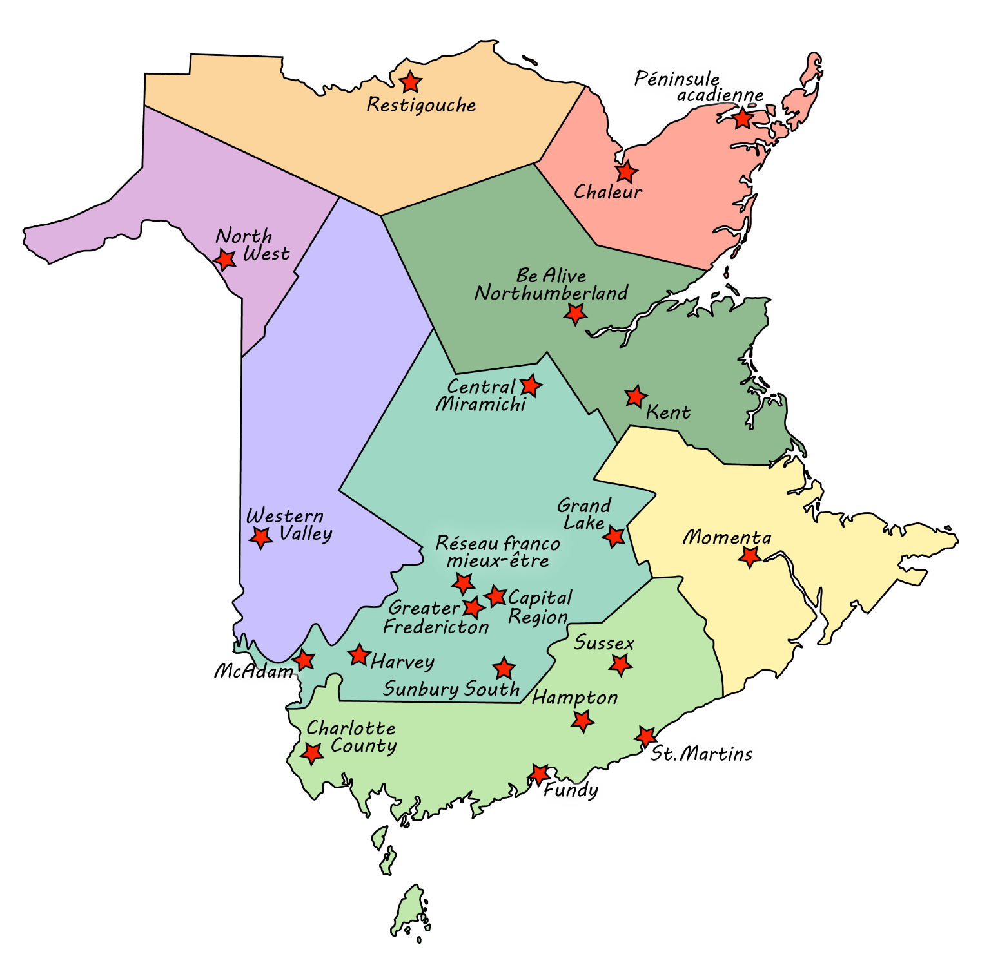 Péninsule
acadienne
Restigouche
Chaleur
North
West
Be Alive
Northumberland
Central
Miramichi
Kent
Western
Valley
Grand
Lake
Réseau franco
mieux-être
Momenta
Capital
Region
Greater
Fredericton
Sussex
McAdam
Harvey
Sunbury South
Hampton
Charlotte
County
St.Martins
Fundy